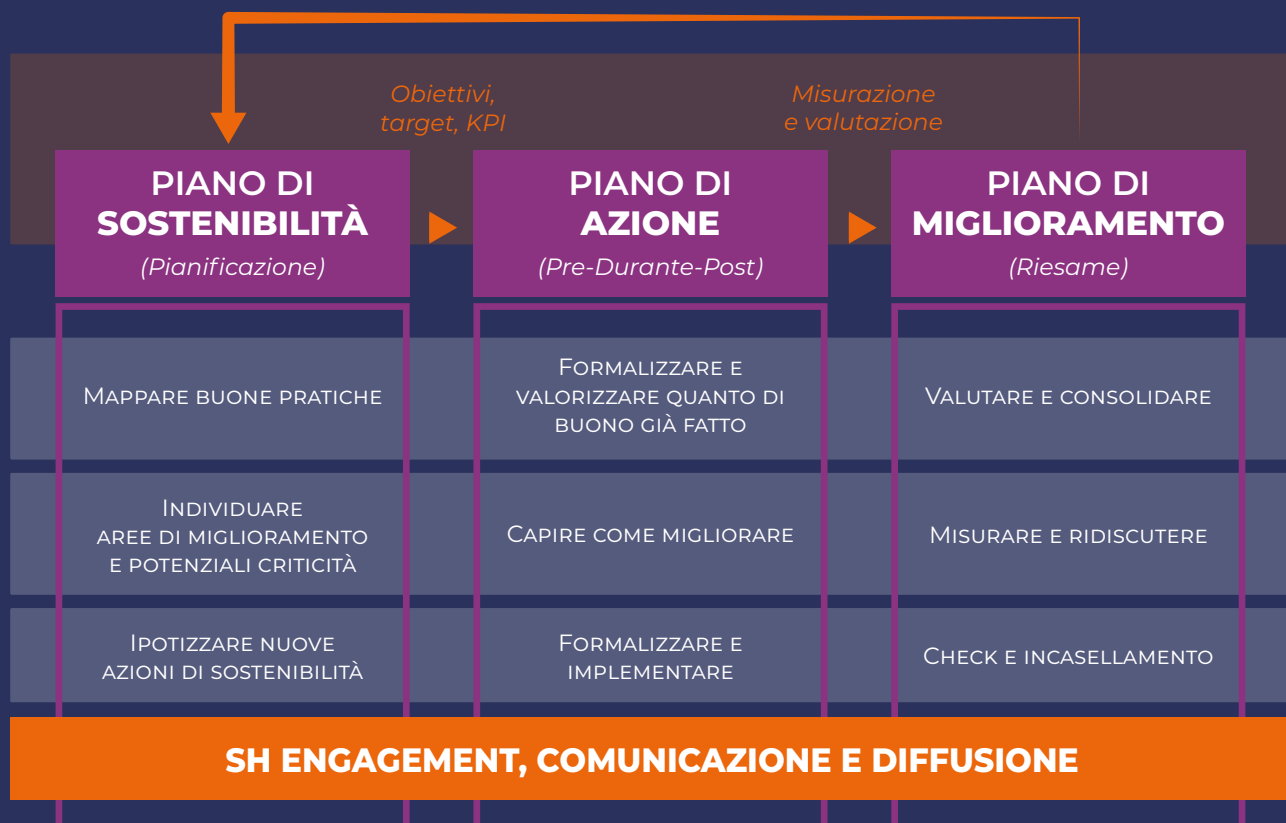 Obiettivi,
target, KPI
Misurazione
e valutazione
PIANO DI
SOSTENIBILITÀ
(Pianificazione)
PIANO DI
AZIONE
(Pre-Durante-Post)
PIANO DI
MIGLIORAMENTO
(Riesame)
Mappare buone pratiche
Formalizzare e
valorizzare quanto di
buono già fatto
Valutare e consolidare
Individuare
aree di miglioramento
e potenziali criticità
Capire come migliorare
Misurare e ridiscutere
Ipotizzare nuove
azioni di sostenibilità
Formalizzare e
implementare
Check e incasellamento
SH ENGAGEMENT, COMUNICAZIONE E DIFFUSIONE